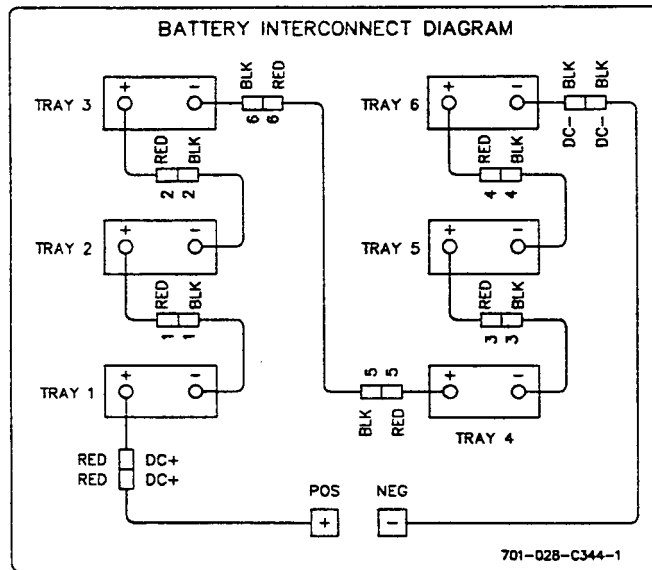 BATTERY INTERCONNECT DIAGRAM
TRAY 3
+
−
BLK
RED
6
6
TRAY 6
+
−
BLK
BLK
DC−
DC−
RED
BLK
2
2
RED
BLK
4
4
TRAY 2
+
−
TRAY 5
+
−
RED
BLK
1
1
RED
BLK
3
3
TRAY 1
+
−
5
5
BLK
RED
+
−
TRAY 4
RED DC+
RED DC+
POS
NEG
+
−
701-028-C344-1